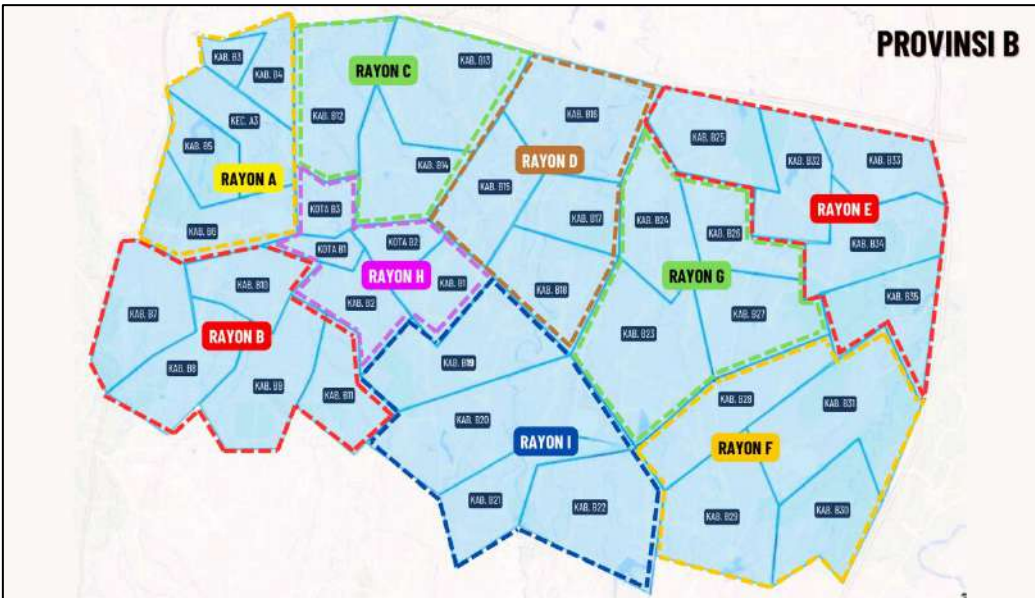 PROVINSI B
KAB. B3
KAB. B4
KEC. A3
KAB. B5
RAYON A
KAB. B6
RAYON C
KAB. B13
KAB. B12
KAB. B14
KAB. B16
RAYON D
KAB. B15
KAB. B17
KAB. B18
KAB. B25
KAB. B32
KAB. B33
RAYON E
KAB. B34
KAB. B35
KAB. B24
KAB. B26
RAYON G
KAB. B23
KAB. B27
KOTA B3
KOTA B1
KOTA B2
RAYON H
KAB. B2
KAB. B1
KAB. B10
KAB. B7
RAYON B
KAB. B8
KAB. B9
KAB. B11
KAB. B19
KAB. B20
RAYON I
KAB. B21
KAB. B22
KAB. B28
KAB. B31
RAYON F
KAB. B29
KAB. B30